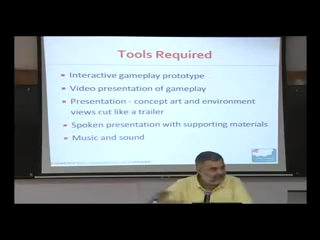 Tools Required
Interactive gameplay prototype
Video presentation of gameplay
Presentation - concept art and environment
views cut like a trailer
Spoken presentation with supporting materials
Music and sound